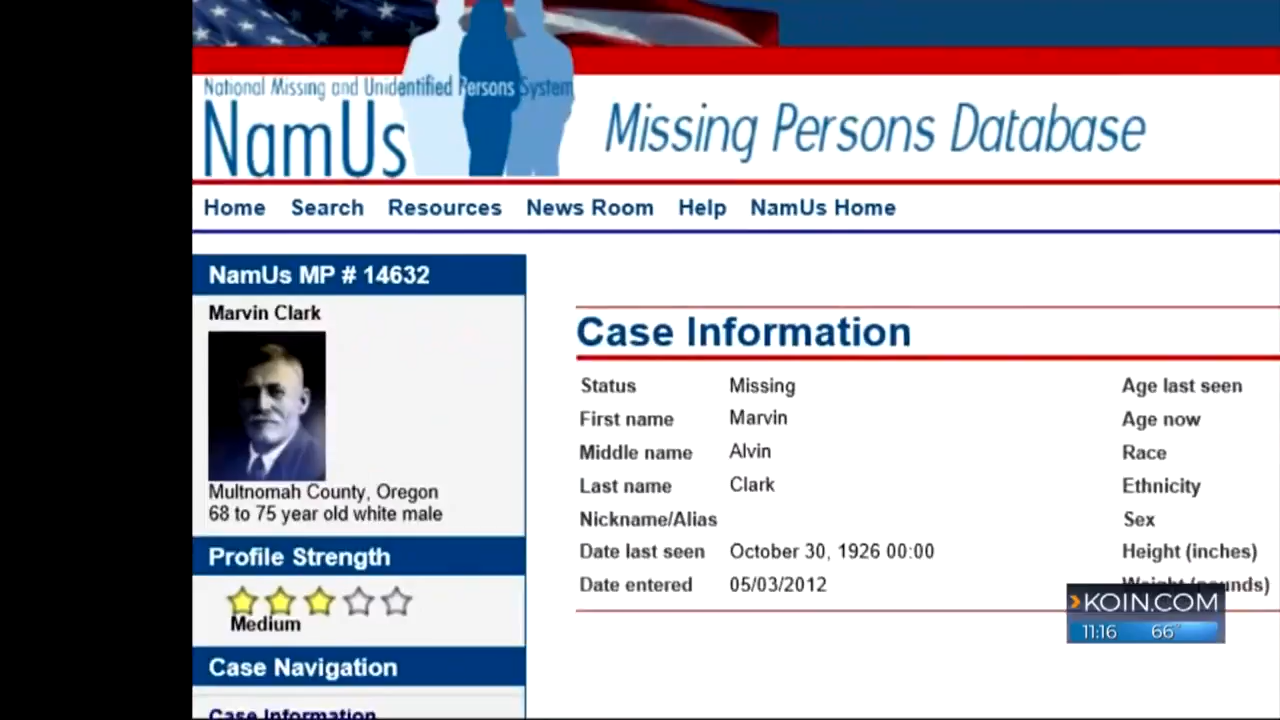 National Missing and Unidentified Persons System
NamUs
Missing Persons Database
Home Search Resources News Room Help NamUs Home
NamUs MP # 14632
Marvin Clark
Multnomah County, Oregon
68 to 75 year old white male
Profile Strength
Medium
Case Navigation
Case Information
Case Information
Status Missing Age last seen
First name Marvin Age now
Middle name Alvin Race
Last name Clark Ethnicity
Nickname/Alias Sex
Date last seen October 30, 1926 00:00 Height (inches)
Date entered 05/03/2012 Weight (pounds)
KOIN.COM
11:16 66°